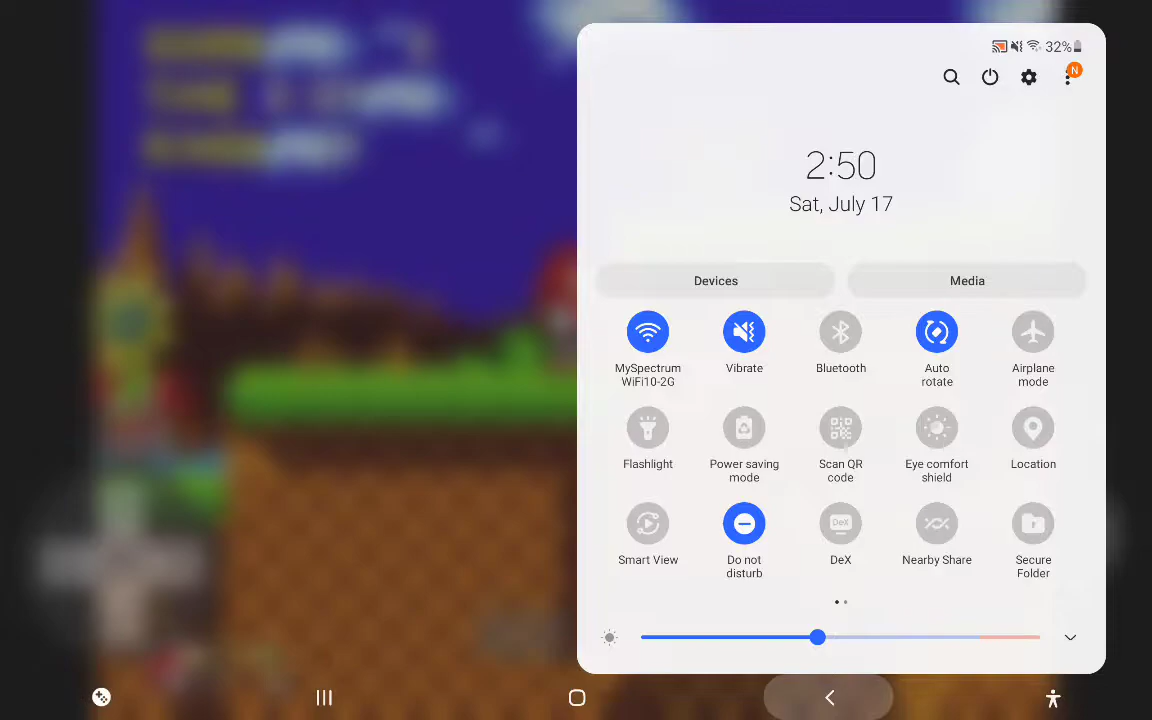 32%
N
2:50
Sat, July 17
Devices Media
MySpectrum
WiFi10-2G
Vibrate
Bluetooth
Auto
rotate
Airplane
mode
Flashlight
Power saving
mode
Scan QR
code
Eye comfort
shield
Location
Smart View
Do not
disturb
DeX
DeX
Nearby Share
Secure
Folder